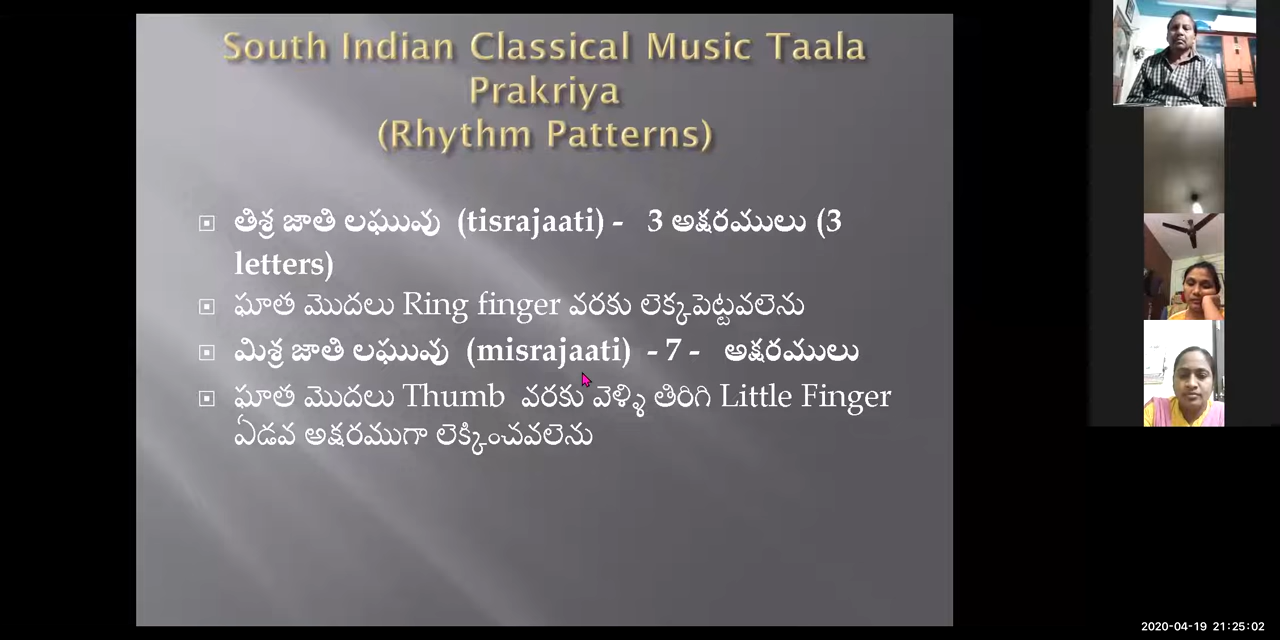 South Indian Classical Music Taala
Prakriya
(Rhythm Patterns)
తిశ్ర జాతి లఘువు (tisrajaati) - 3 అక్షరములు (3
letters)
ఘాత మొదలు Ring finger వరకు లెక్కపెట్టవలెను
మిశ్ర జాతి లఘువు (misrajaati) - 7 - అక్షరములు
ఘాత మొదలు Thumb వరకు వెళ్ళి తిరిగి Little Finger
ఏడవ అక్షరముగా లెక్కించవలెను
2020-04-19 21:25:02